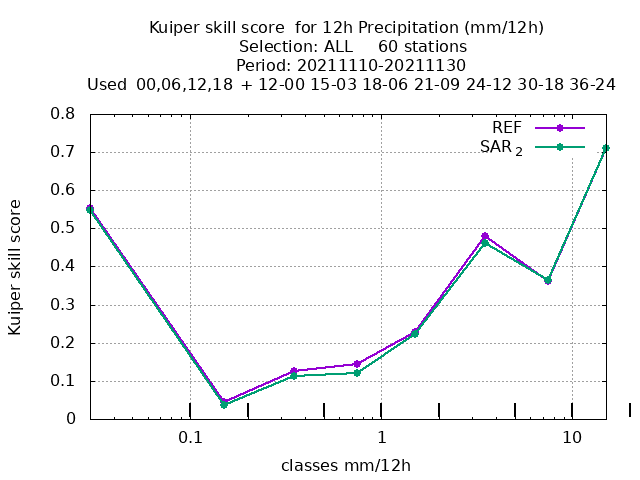 Kuiper skill score  for 12h Precipitation (mm/12h)
Selection: ALL     60 stations
Period: 20211110-20211130
Used  00,06,12,18  + 12-00 15-03 18-06 21-09 24-12 30-18 36-24
REF
SAR 2
0.8
0.7
0.6
0.5
0.4
0.3
0.2
0.1
0
Kuiper skill score
0.1 1 10
classes mm/12h